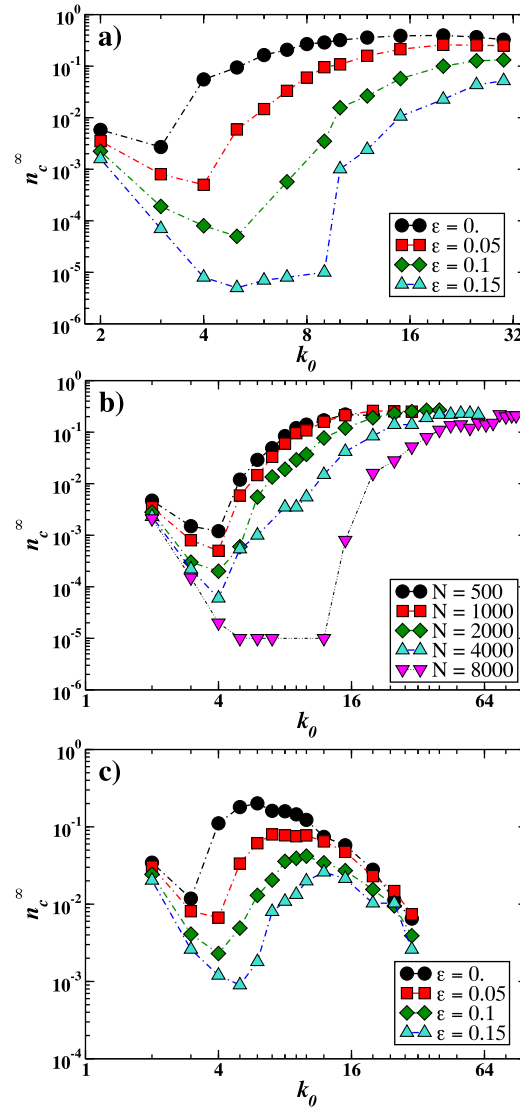 a)
10^0
10^-1
10^-2
10^-3
10^-4
10^-5
10^-6
n_c^∞
2 4 8 16 32
k_0
ε = 0.
ε = 0.05
ε = 0.1
ε = 0.15
b)
10^0
10^-1
10^-2
10^-3
10^-4
10^-5
10^-6
n_c^∞
1 4 16 64
k_0
N = 500
N = 1000
N = 2000
N = 4000
N = 8000
c)
10^0
10^-1
10^-2
10^-3
10^-4
n_c^∞
1 4 16 64
k_0
ε = 0.
ε = 0.05
ε = 0.1
ε = 0.15